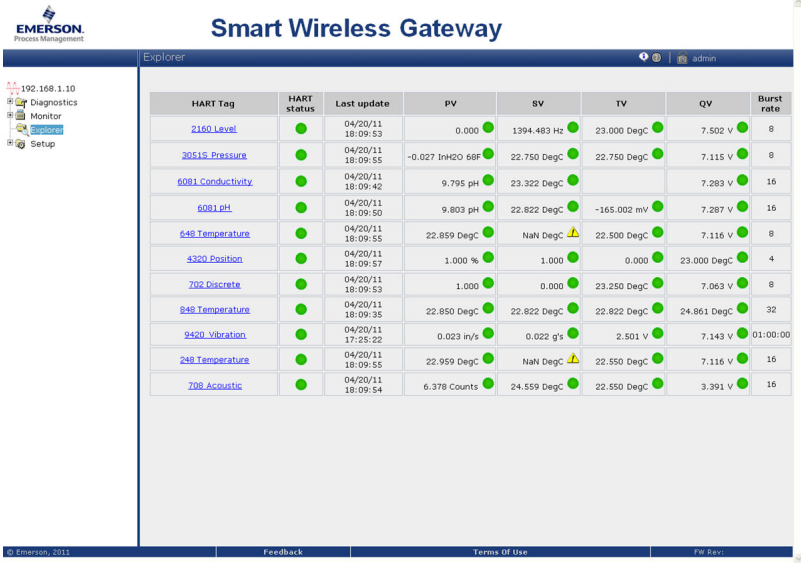 EMERSON.
Process Management
Smart Wireless Gateway
Explorer
admin
192.168.1.10
Diagnostics
Monitor
Explorer
Setup
HART Tag HART status Last update PV SV TV QV Burst rate
2160 Level 04/20/11 18:09:53 0.000 1394.483 Hz 23.000 DegC 7.502 V 8
3051S Pressure 04/20/11 18:09:55 -0.027 InH2O 68F 22.750 DegC 22.750 DegC 7.115 V 8
6081 Conductivity 04/20/11 18:09:42 9.795 pH 23.322 DegC 7.283 V 16
6081 pH 04/20/11 18:09:50 9.803 pH 22.822 DegC -165.002 mV 7.287 V 16
648 Temperature 04/20/11 18:09:55 22.859 DegC NaN DegC 22.500 DegC 7.116 V 8
4320 Position 04/20/11 18:09:57 1.000 % 1.000 0.000 23.000 DegC 4
702 Discrete 04/20/11 18:09:53 1.000 0.000 23.250 DegC 7.063 V 8
848 Temperature 04/20/11 18:09:35 22.850 DegC 22.822 DegC 22.822 DegC 24.861 DegC 32
9420 Vibration 04/20/11 17:25:22 0.023 in/s 0.022 g's 2.501 V 7.143 V 01:00:00
248 Temperature 04/20/11 18:09:55 22.959 DegC NaN DegC 22.550 DegC 7.116 V 16
708 Acoustic 04/20/11 18:09:54 6.378 Counts 24.559 DegC 22.550 DegC 3.391 V 16
© Emerson, 2011 Feedback Terms Of Use FW Rev: